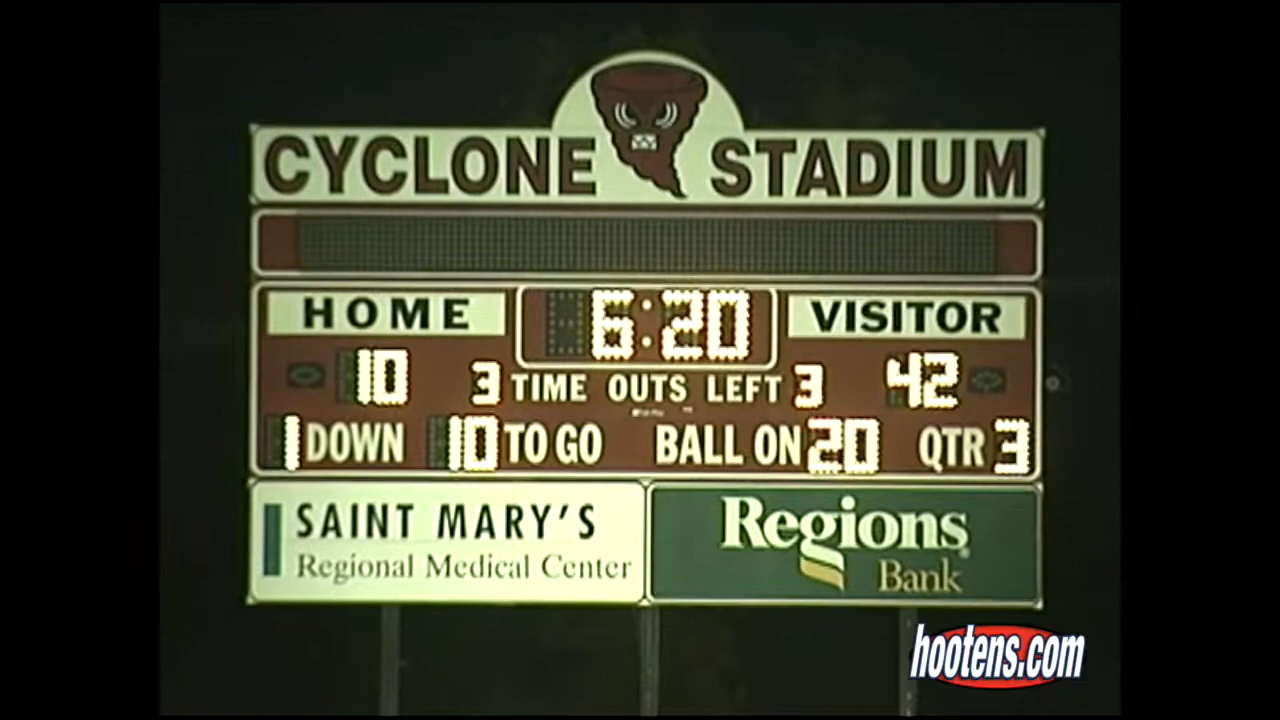 CYCLONE STADIUM
HOME 6:20 VISITOR
10 3 TIME OUTS LEFT 3 42
1 DOWN 10 TO GO BALL ON 20 QTR 3
SAINT MARY'S
Regional Medical Center
Regions
Bank
hootens.com